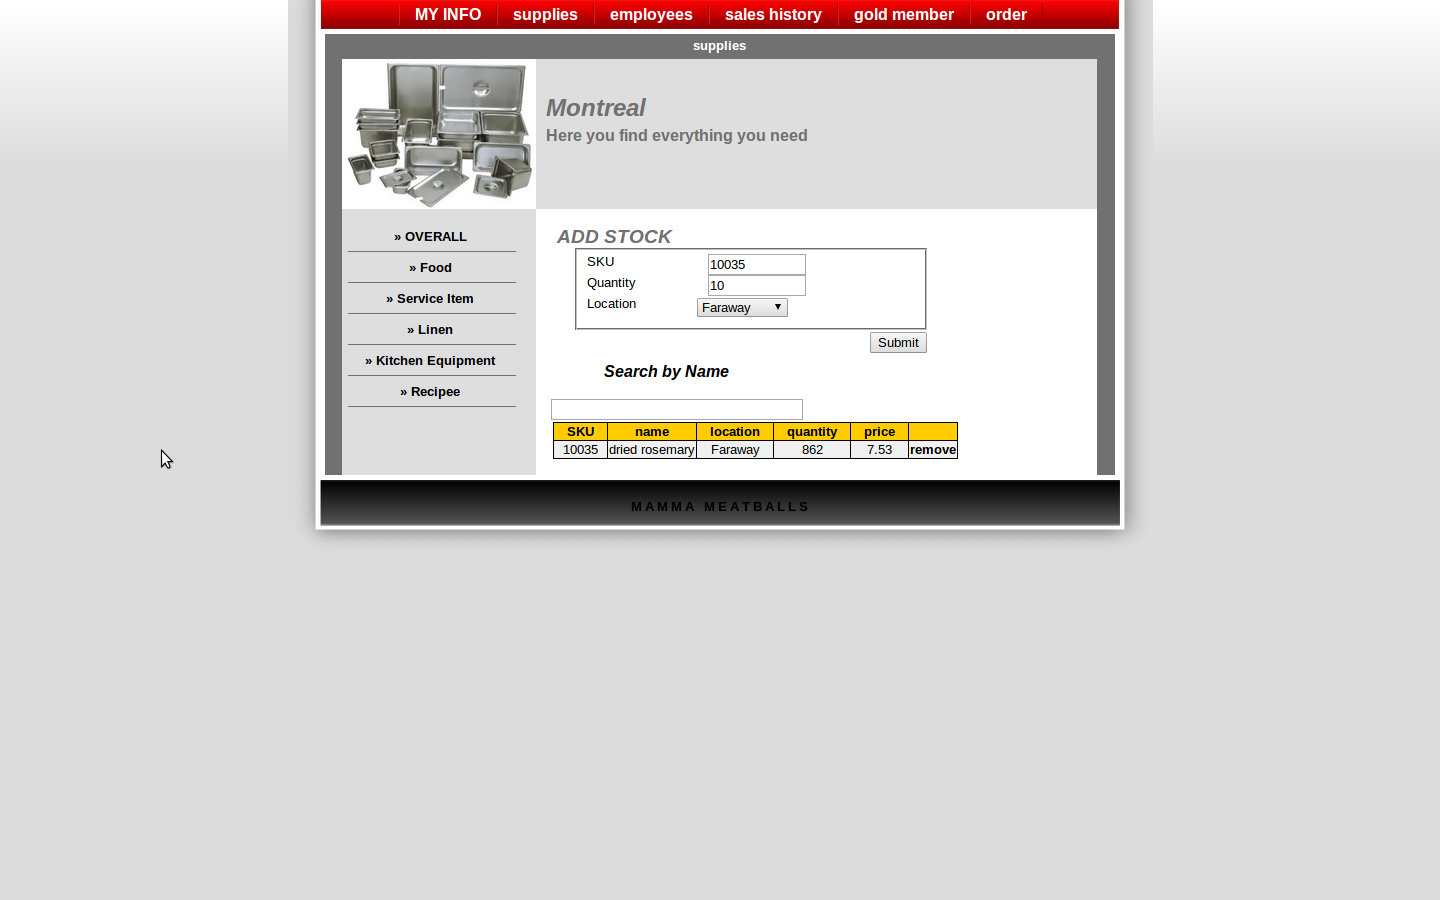 MY INFO supplies employees sales history gold member order
supplies
Montreal
Here you find everything you need
» OVERALL
» Food
» Service Item
» Linen
» Kitchen Equipment
» Recipee
ADD STOCK
SKU 10035
Quantity 10
Location Faraway
Submit
Search by Name
SKU name location quantity price
10035 dried rosemary Faraway 862 7.53 remove
MAMMA MEATBALLS